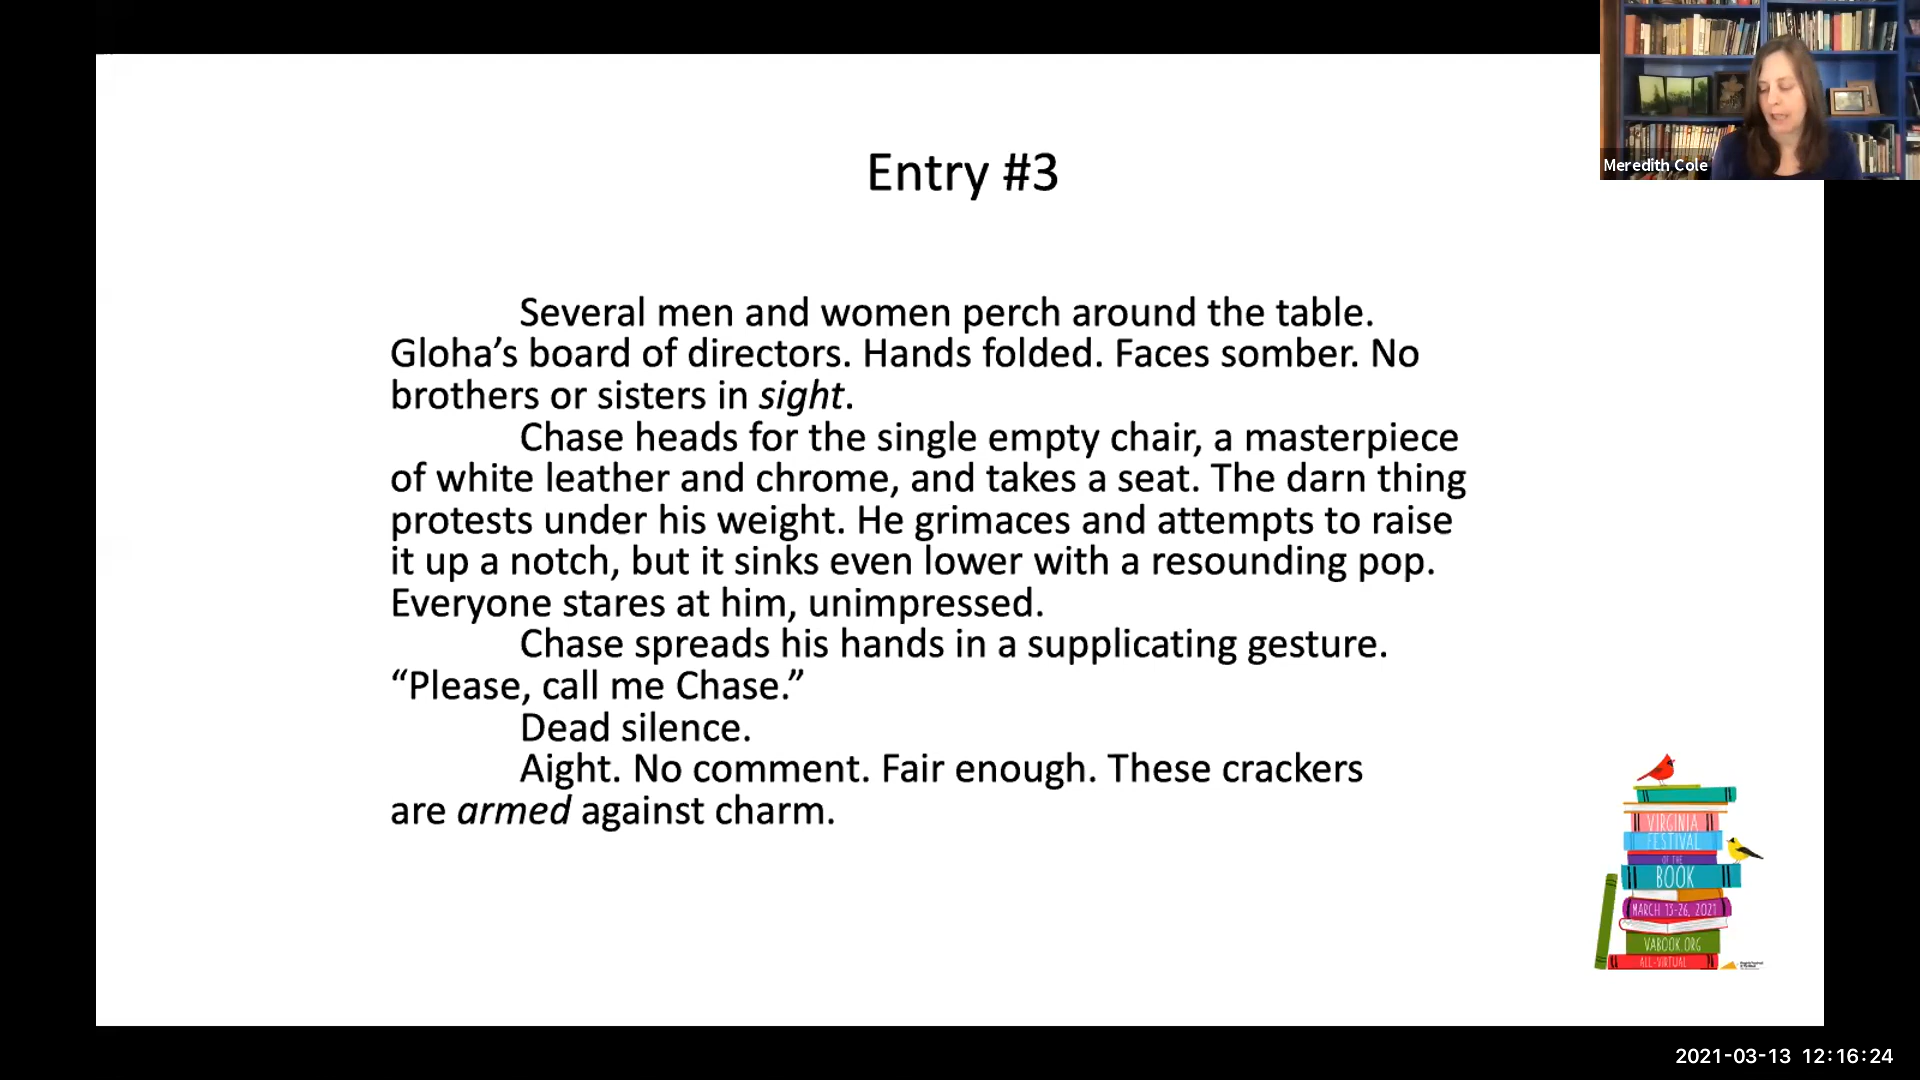 Meredith Cole
Entry #3
Several men and women perch around the table.
Gloha’s board of directors. Hands folded. Faces somber. No
brothers or sisters in sight.
Chase heads for the single empty chair, a masterpiece
of white leather and chrome, and takes a seat. The darn thing
protests under his weight. He grimaces and attempts to raise
it up a notch, but it sinks even lower with a resounding pop.
Everyone stares at him, unimpressed.
Chase spreads his hands in a supplicating gesture.
“Please, call me Chase.”
Dead silence.
Aight. No comment. Fair enough. These crackers
are armed against charm.
VIRGINIA
FESTIVAL
OF THE
BOOK
MARCH 13-26, 2021
VABOOK.ORG
ALL-VIRTUAL
2021-03-13 12:16:24